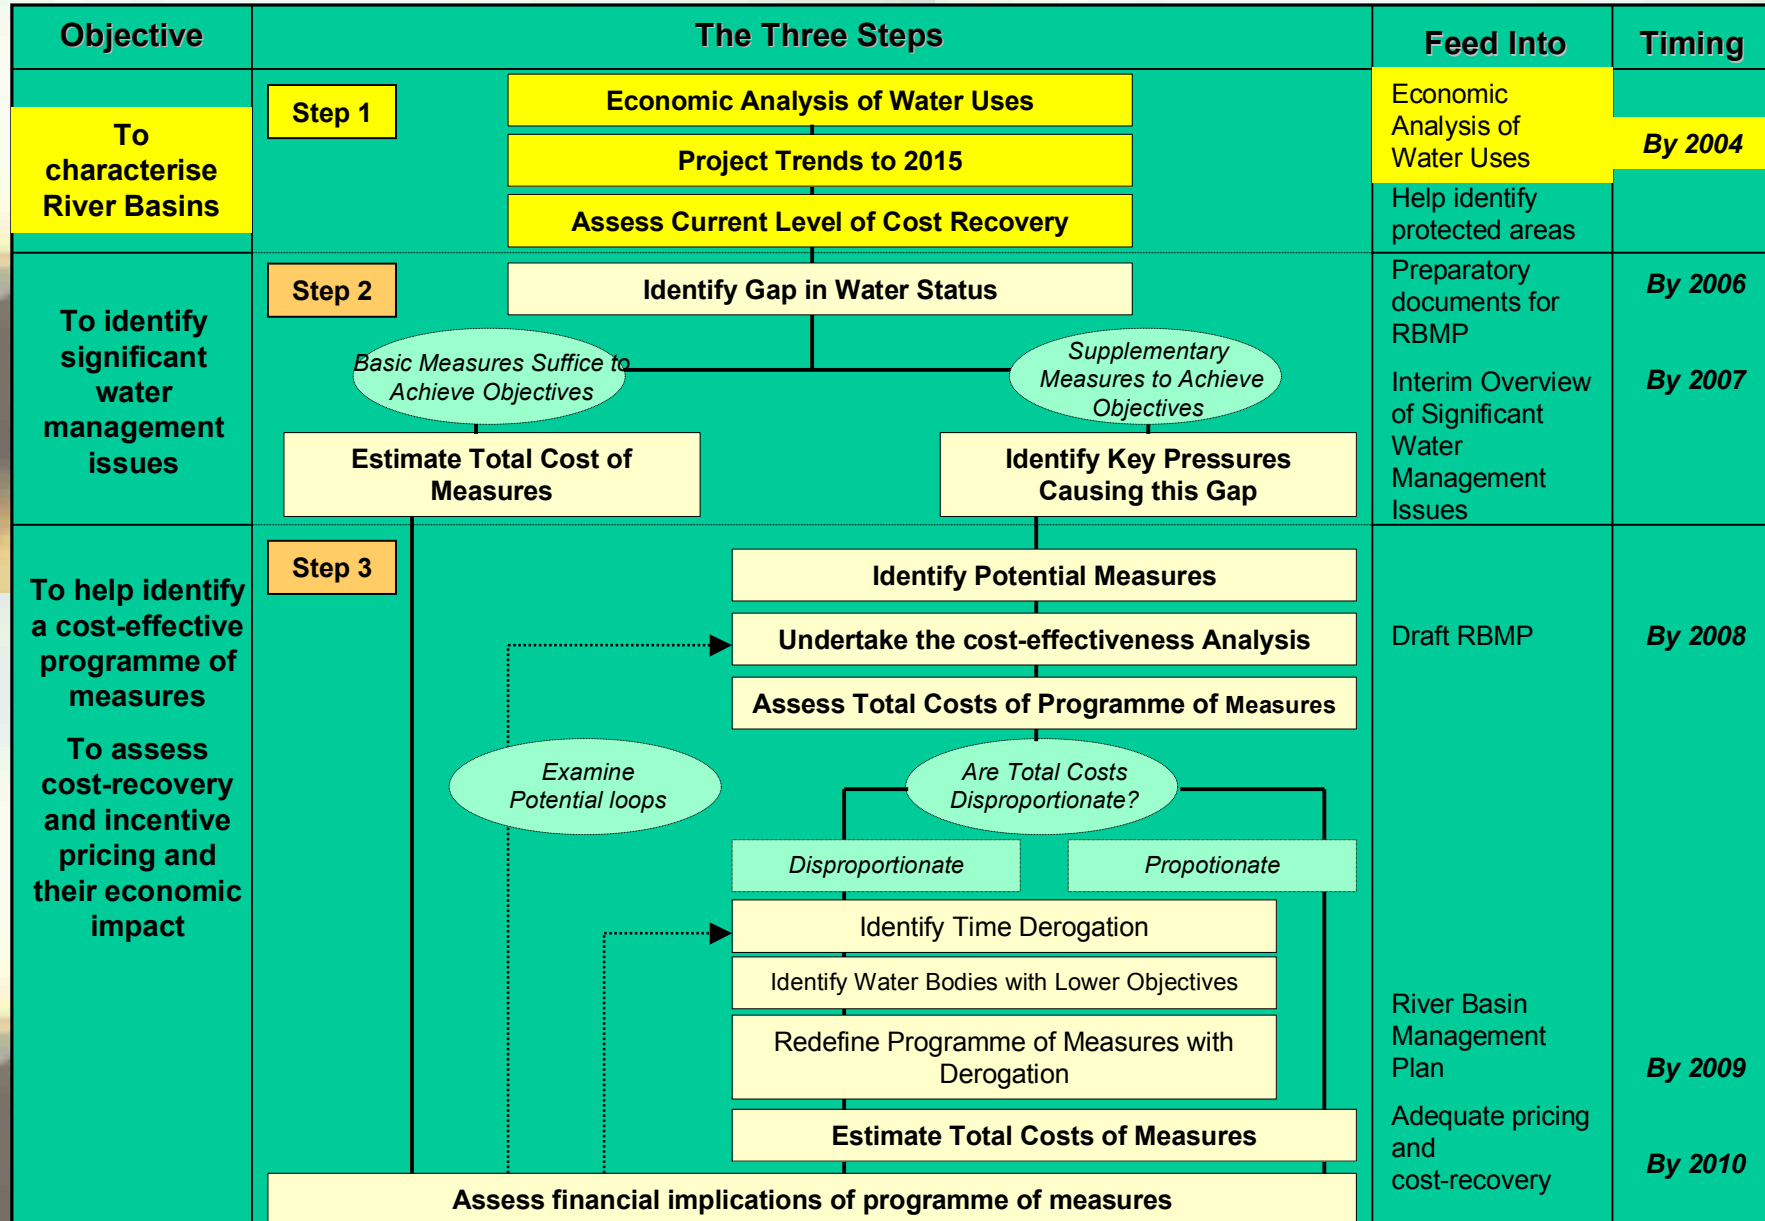 Objective
The Three Steps
Feed Into
Timing
To
characterise
River Basins
Step 1
Economic Analysis of Water Uses
Project Trends to 2015
Assess Current Level of Cost Recovery
Economic
Analysis of
Water Uses
Help identify
protected areas
By 2004
To identify
significant
water
management
issues
Step 2
Identify Gap in Water Status
Basic Measures Suffice to
Achieve Objectives
Supplementary
Measures to Achieve
Objectives
Estimate Total Cost of
Measures
Identify Key Pressures
Causing this Gap
Preparatory
documents for
RBMP
Interim Overview
of Significant
Water
Management
Issues
By 2006
By 2007
To help identify
a cost-effective
programme of
measures
To assess
cost-recovery
and incentive
pricing and
their economic
impact
Step 3
Identify Potential Measures
Undertake the cost-effectiveness Analysis
Assess Total Costs of Programme of Measures
Examine
Potential loops
Are Total Costs
Disproportionate?
Disproportionate
Propotionate
Identify Time Derogation
Identify Water Bodies with Lower Objectives
Redefine Programme of Measures with
Derogation
Estimate Total Costs of Measures
Assess financial implications of programme of measures
Draft RBMP
River Basin
Management
Plan
Adequate pricing
and
cost-recovery
By 2008
By 2009
By 2010